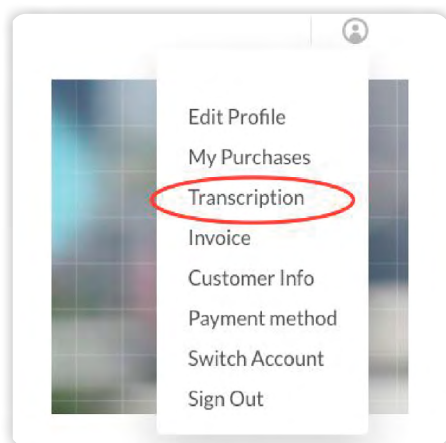 Edit Profile
My Purchases
Transcription
Invoice
Customer Info
Payment method
Switch Account
Sign Out